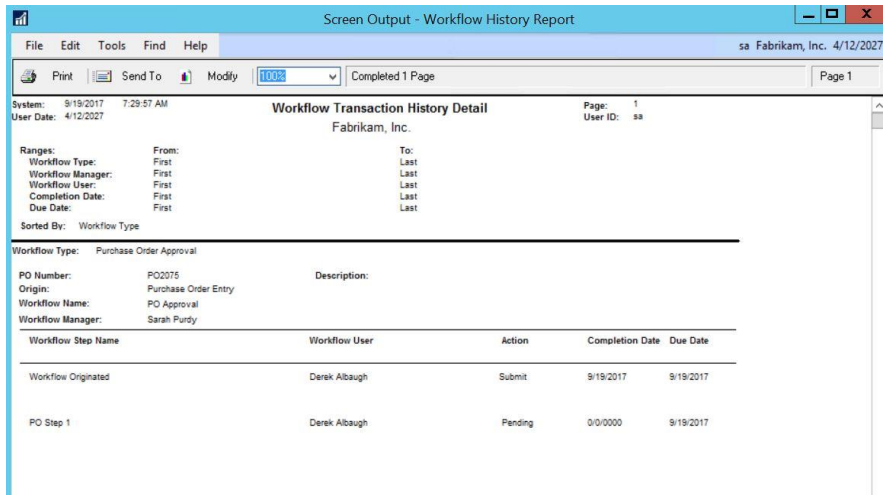 Screen Output - Workflow History Report
File Edit Tools Find Help sa Fabrikam, Inc. 4/12/2027
Print Send To Modify 100% Completed 1 Page Page 1
System: 9/19/2017 7:29:57 AM Workflow Transaction History Detail Page: 1
User Date: 4/12/2027 Fabrikam, Inc. User ID: sa
Ranges: From: To:
Workflow Type: First Last
Workflow Manager: First Last
Workflow User: First Last
Completion Date: First Last
Due Date: First Last
Sorted By: Workflow Type
Workflow Type: Purchase Order Approval
PO Number: PO2075 Description:
Origin: Purchase Order Entry
Workflow Name: PO Approval
Workflow Manager: Sarah Purdy
Workflow Step Name Workflow User Action Completion Date Due Date
Workflow Originated Derek Albaugh Submit 9/19/2017 9/19/2017
PO Step 1 Derek Albaugh Pending 0/0/0000 9/19/2017